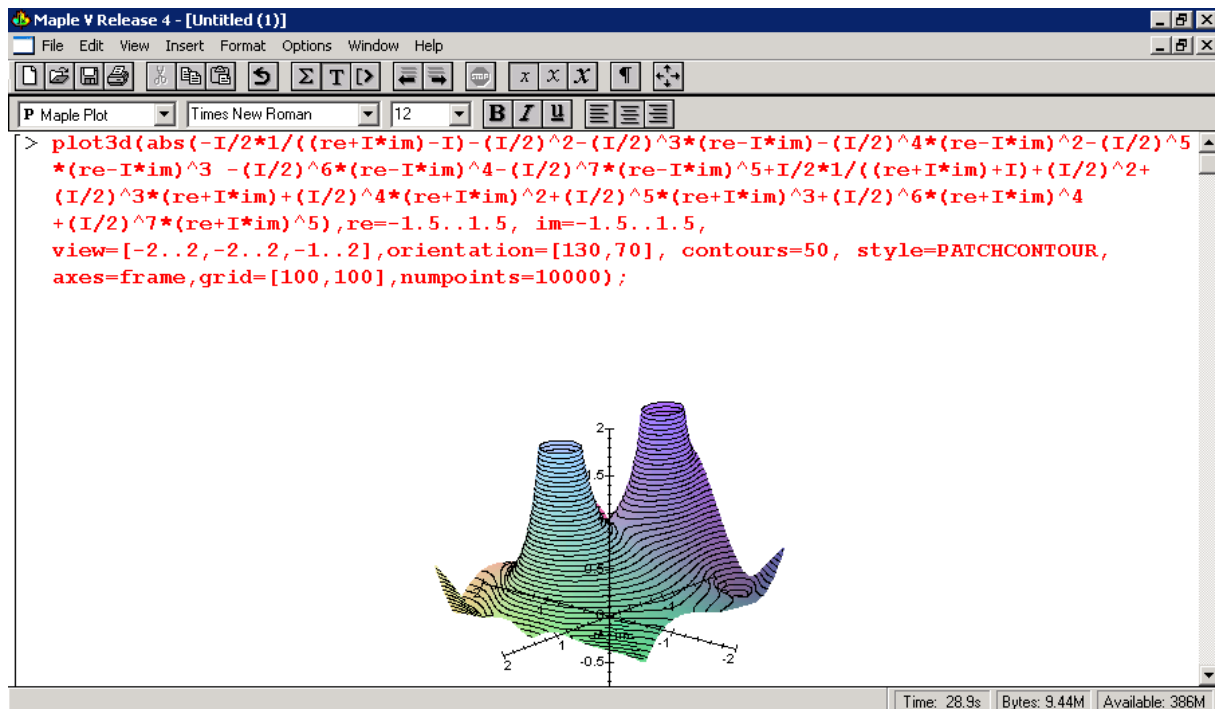 Maple V Release 4 - [Untitled (1)]
File Edit View Insert Format Options Window Help
Σ T [> STOP x x x ¶
P Maple Plot Times New Roman 12 B I u
> plot3d(abs(-I/2*1/((re+I*im)-I)-(I/2)^2-(I/2)^3*(re-I*im)-(I/2)^4*(re-I*im)^2-(I/2)^5
*(re-I*im)^3 -(I/2)^6*(re-I*im)^4-(I/2)^7*(re-I*im)^5+I/2*1/((re+I*im)+I)+(I/2)^2+
(I/2)^3*(re+I*im)+(I/2)^4*(re+I*im)^2+(I/2)^5*(re+I*im)^3+(I/2)^6*(re+I*im)^4
+(I/2)^7*(re+I*im)^5),re=-1.5..1.5, im=-1.5..1.5,
view=[-2..2,-2..2,-1..2],orientation=[130,70], contours=50, style=PATCHCONTOUR,
axes=frame,grid=[100,100],numpoints=10000);
2
1.5
0.5
0
-0.5
2
1
-1
-2
Time: 28.9s Bytes: 9.44M Available: 386M